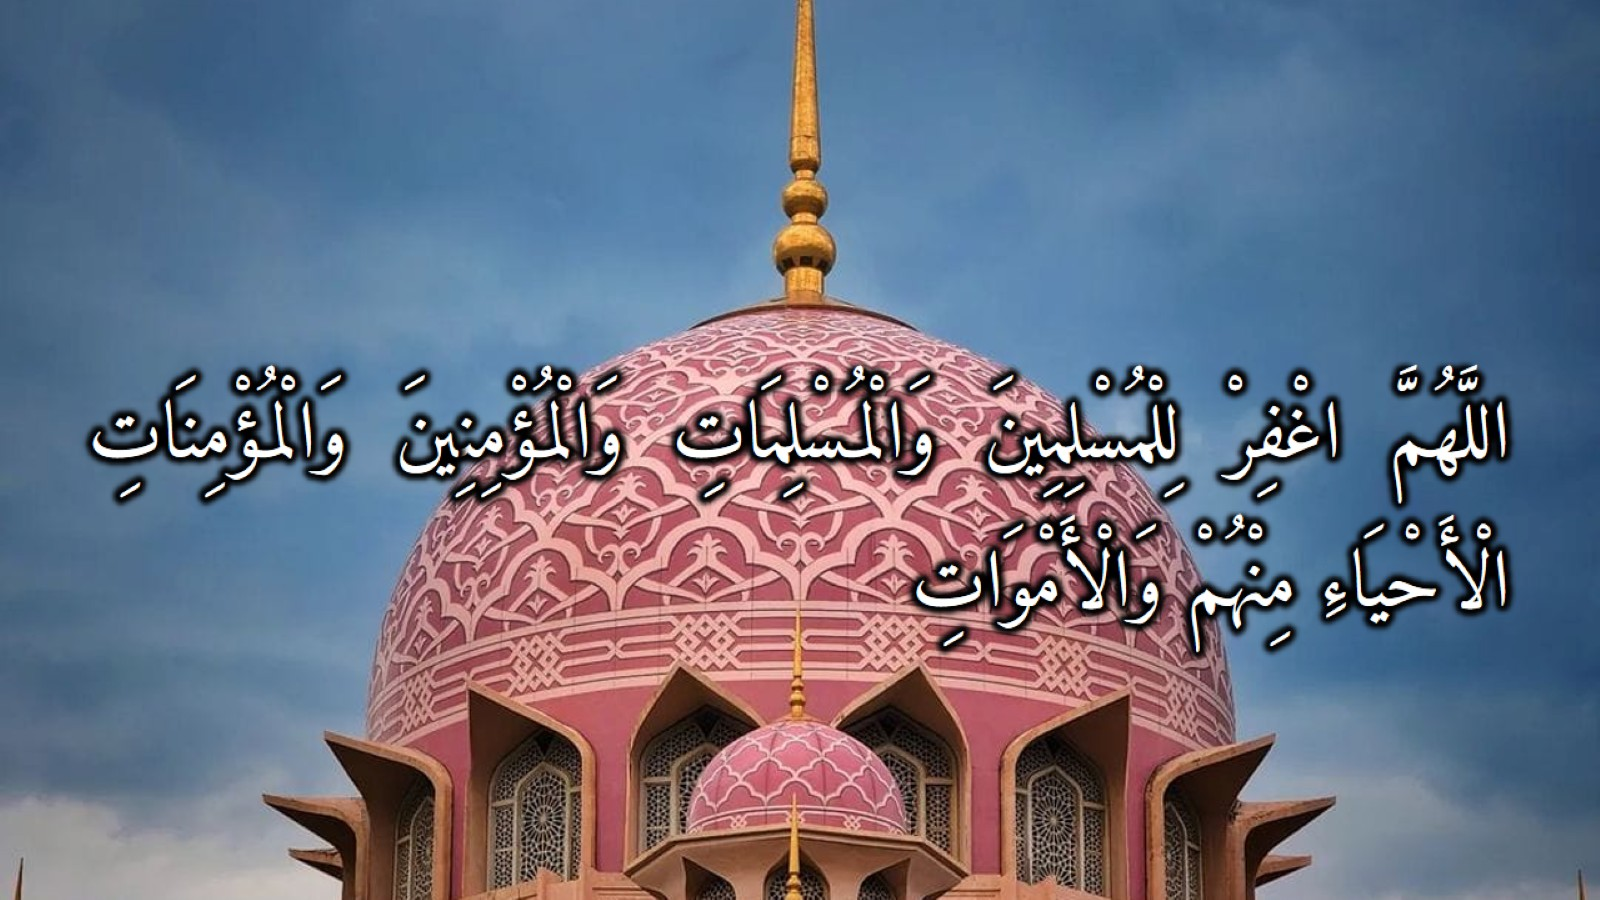 اللَّهُمَّ اغْفِرْ لِلْمُسْلِمِينَ وَالْمُسْلِمَاتِ وَالْمُؤْمِنِينَ وَالْمُؤْمِنَاتِ
الْأَحْيَاءِ مِنْهُمْ وَالْأَمْوَاتِ